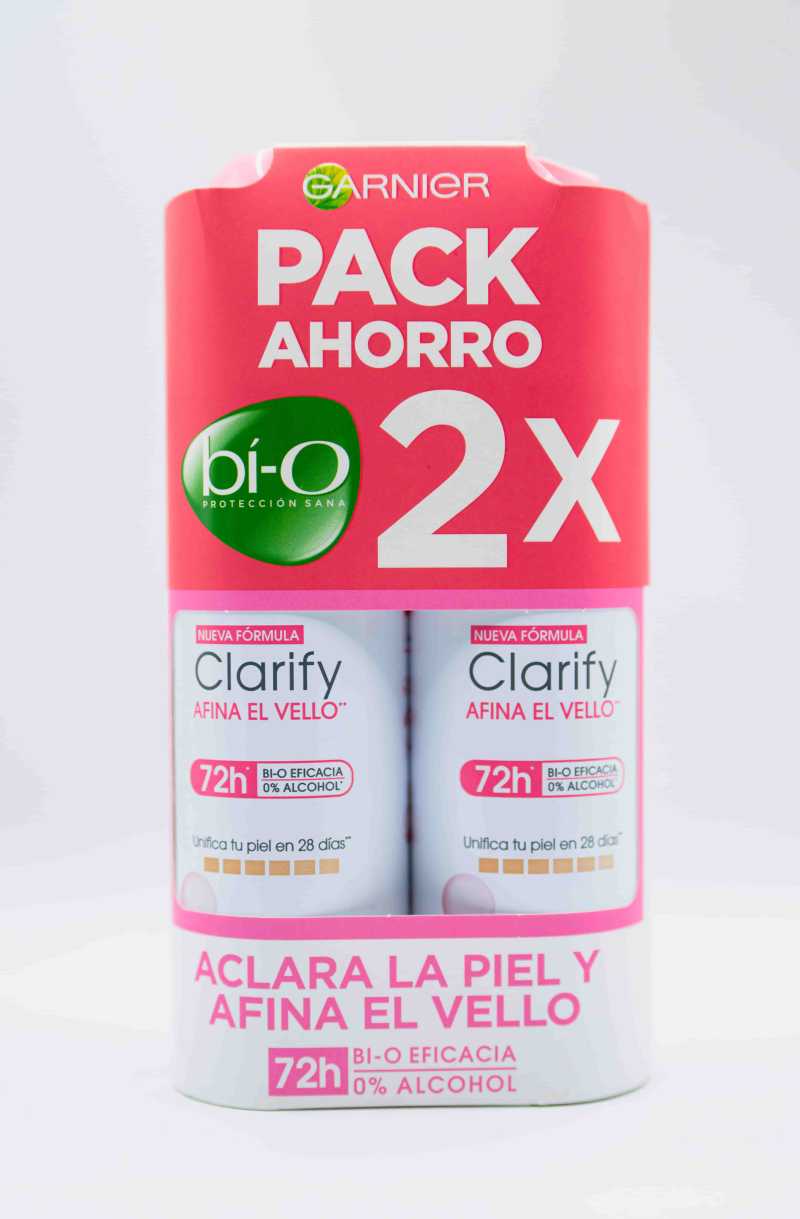 GARNIER
PACK
AHORRO
bí-O
PROTECCIÓN SANA
2X
NUEVA FÓRMULA
Clarify
AFINA EL VELLO**
72h*
BI-O EFICACIA
0% ALCOHOL*
Unifica tu piel en 28 días**
NUEVA FÓRMULA
Clarify
AFINA EL VELLO**
72h*
BI-O EFICACIA
0% ALCOHOL*
Unifica tu piel en 28 días**
ACLARA LA PIEL Y
AFINA EL VELLO
72h
BI-O EFICACIA
0% ALCOHOL